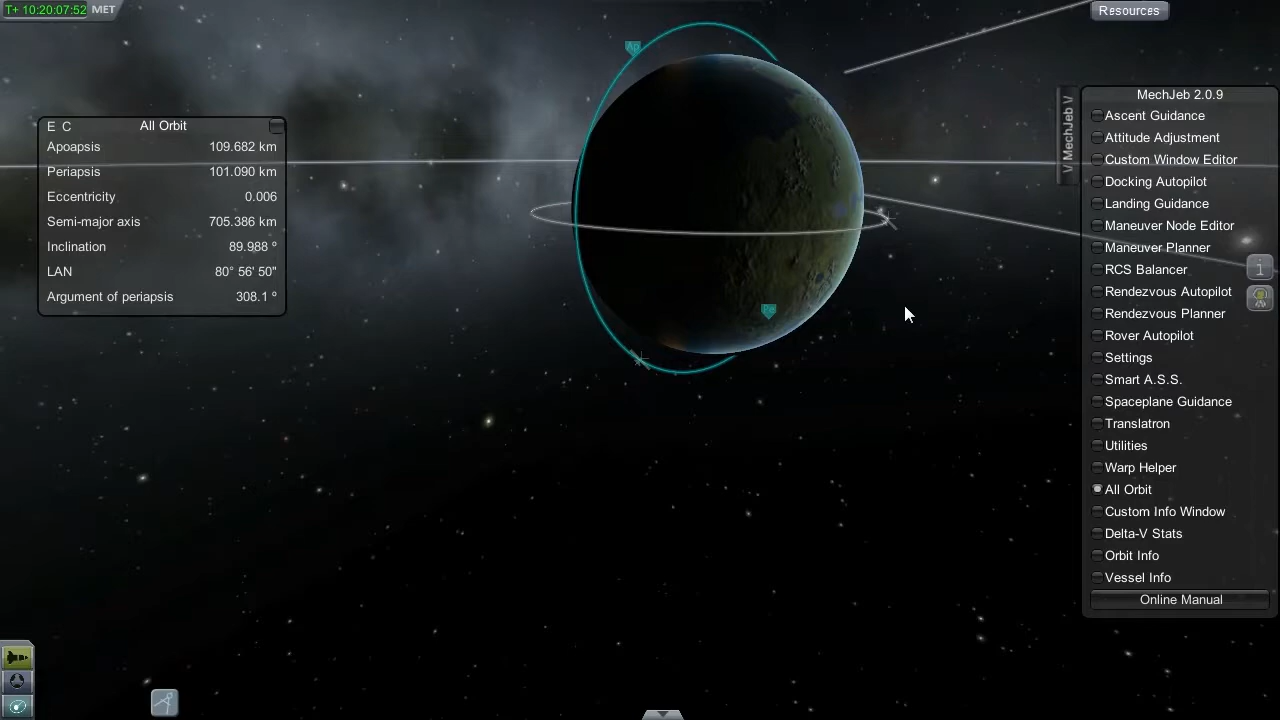 T+ 10:20:07:52 MET
Resources
E C All Orbit
Apoapsis 109.682 km
Periapsis 101.090 km
Eccentricity 0.006
Semi-major axis 705.386 km
Inclination 89.988 º
LAN 80° 56' 50"
Argument of periapsis 308.1 º
Ap
Pe
V MechJeb V
MechJeb 2.0.9
Ascent Guidance
Attitude Adjustment
Custom Window Editor
Docking Autopilot
Landing Guidance
Maneuver Node Editor
Maneuver Planner
RCS Balancer
Rendezvous Autopilot
Rendezvous Planner
Rover Autopilot
Settings
Smart A.S.S.
Spaceplane Guidance
Translatron
Utilities
Warp Helper
All Orbit
Custom Info Window
Delta-V Stats
Orbit Info
Vessel Info
Online Manual